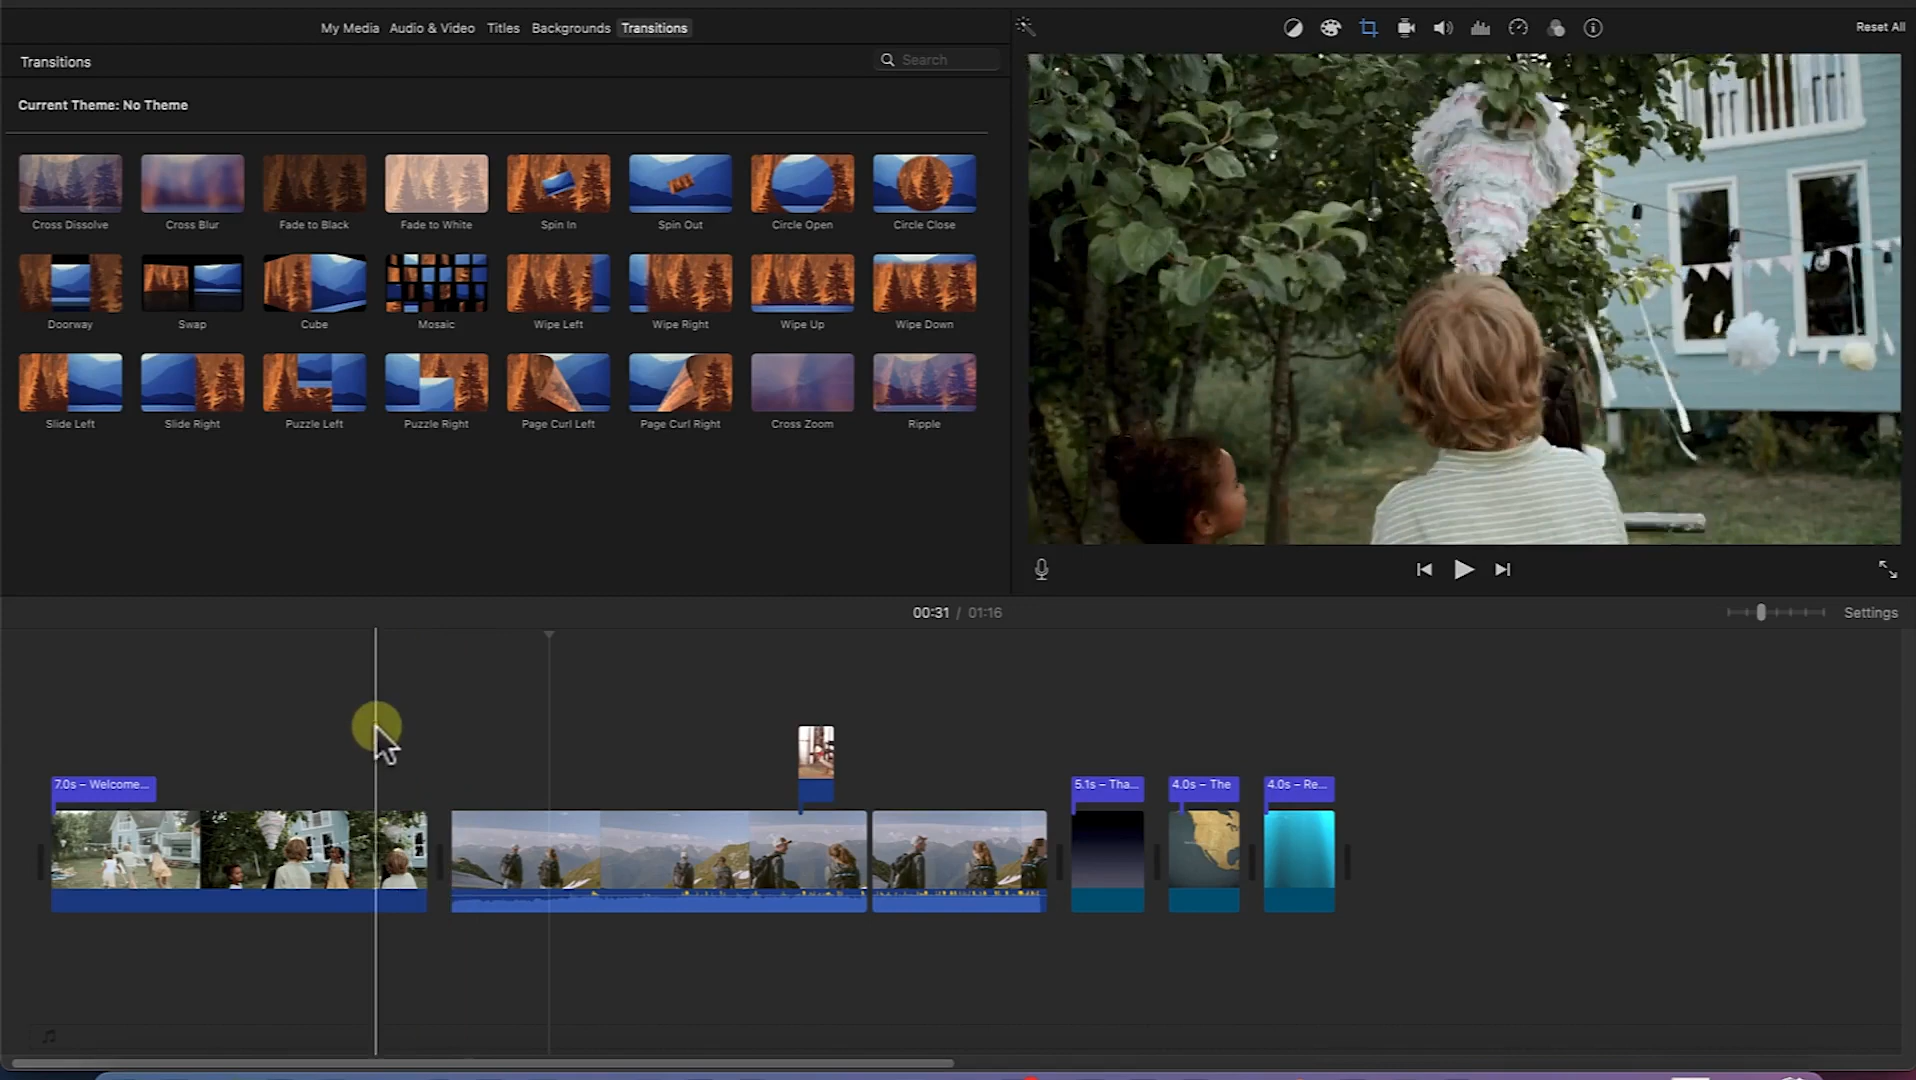 My Media Audio & Video Titles Backgrounds Transitions
Reset All
Transitions
Search
Current Theme: No Theme
Cross Dissolve Cross Blur Fade to Black Fade to White Spin In Spin Out Circle Open Circle Close
Doorway Swap Cube Mosaic Wipe Left Wipe Right Wipe Up Wipe Down
Slide Left Slide Right Puzzle Left Puzzle Right Page Curl Left Page Curl Right Cross Zoom Ripple
00:31 / 01:16
Settings
7.0s – Welcome...
5.1s – Tha...
4.0s – The
4.0s – Re...